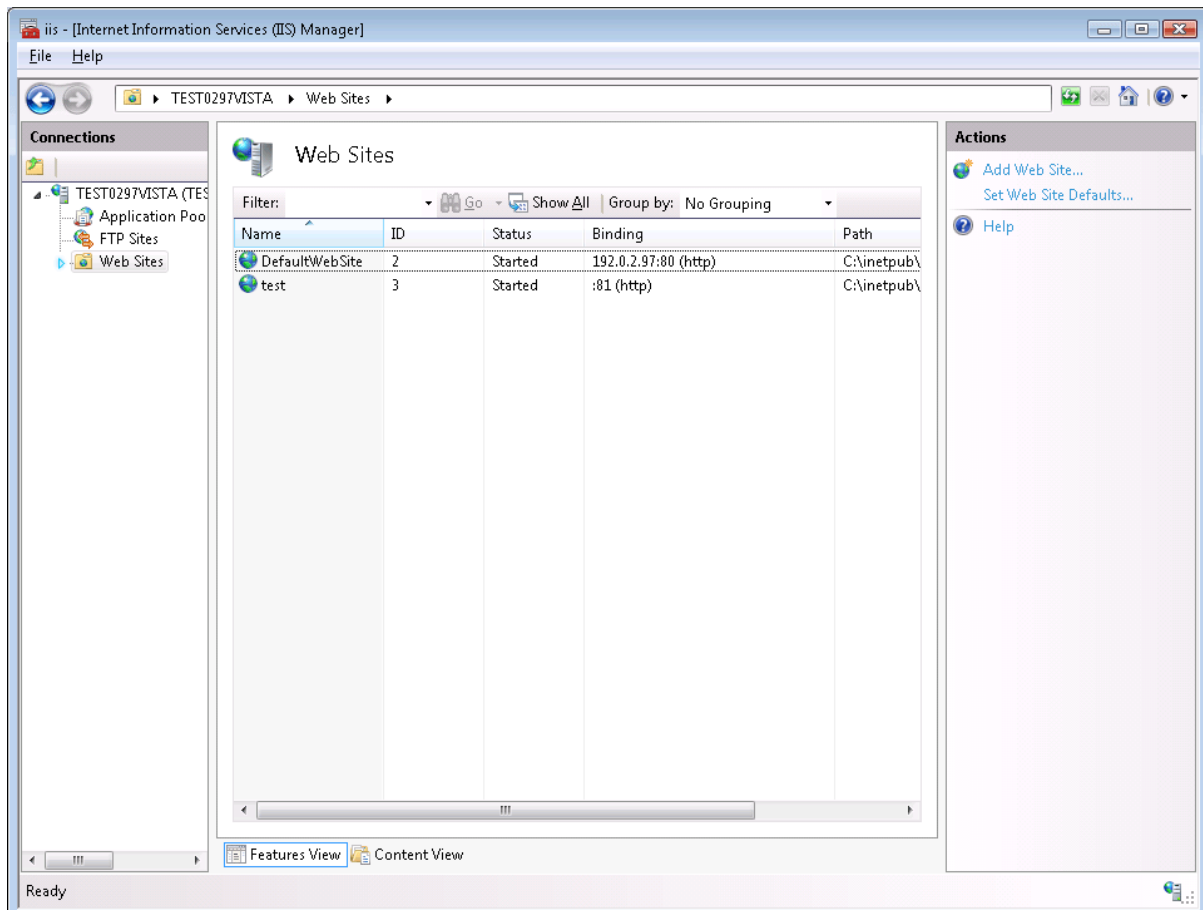 iis - [Internet Information Services (IIS) Manager]
File Help
TEST0297VISTA Web Sites
Connections
TEST0297VISTA (TES
Application Poo
FTP Sites
Web Sites
Web Sites
Filter: Go Show All Group by: No Grouping
Name ID Status Binding Path
DefaultWebSite 2 Started 192.0.2.97:80 (http) C:\inetpub\
test 3 Started :81 (http) C:\inetpub\
Features View Content View
Actions
Add Web Site...
Set Web Site Defaults...
Help
Ready